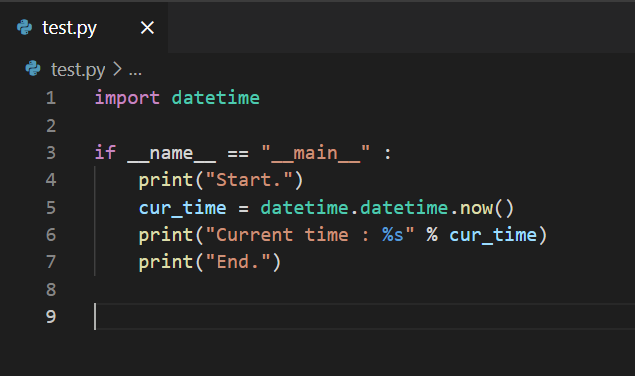 test.py
test.py > ...
1 import datetime
2
3 if __name__ == "__main__" :
4     print("Start.")
5     cur_time = datetime.datetime.now()
6     print("Current time : %s" % cur_time)
7     print("End.")
8
9